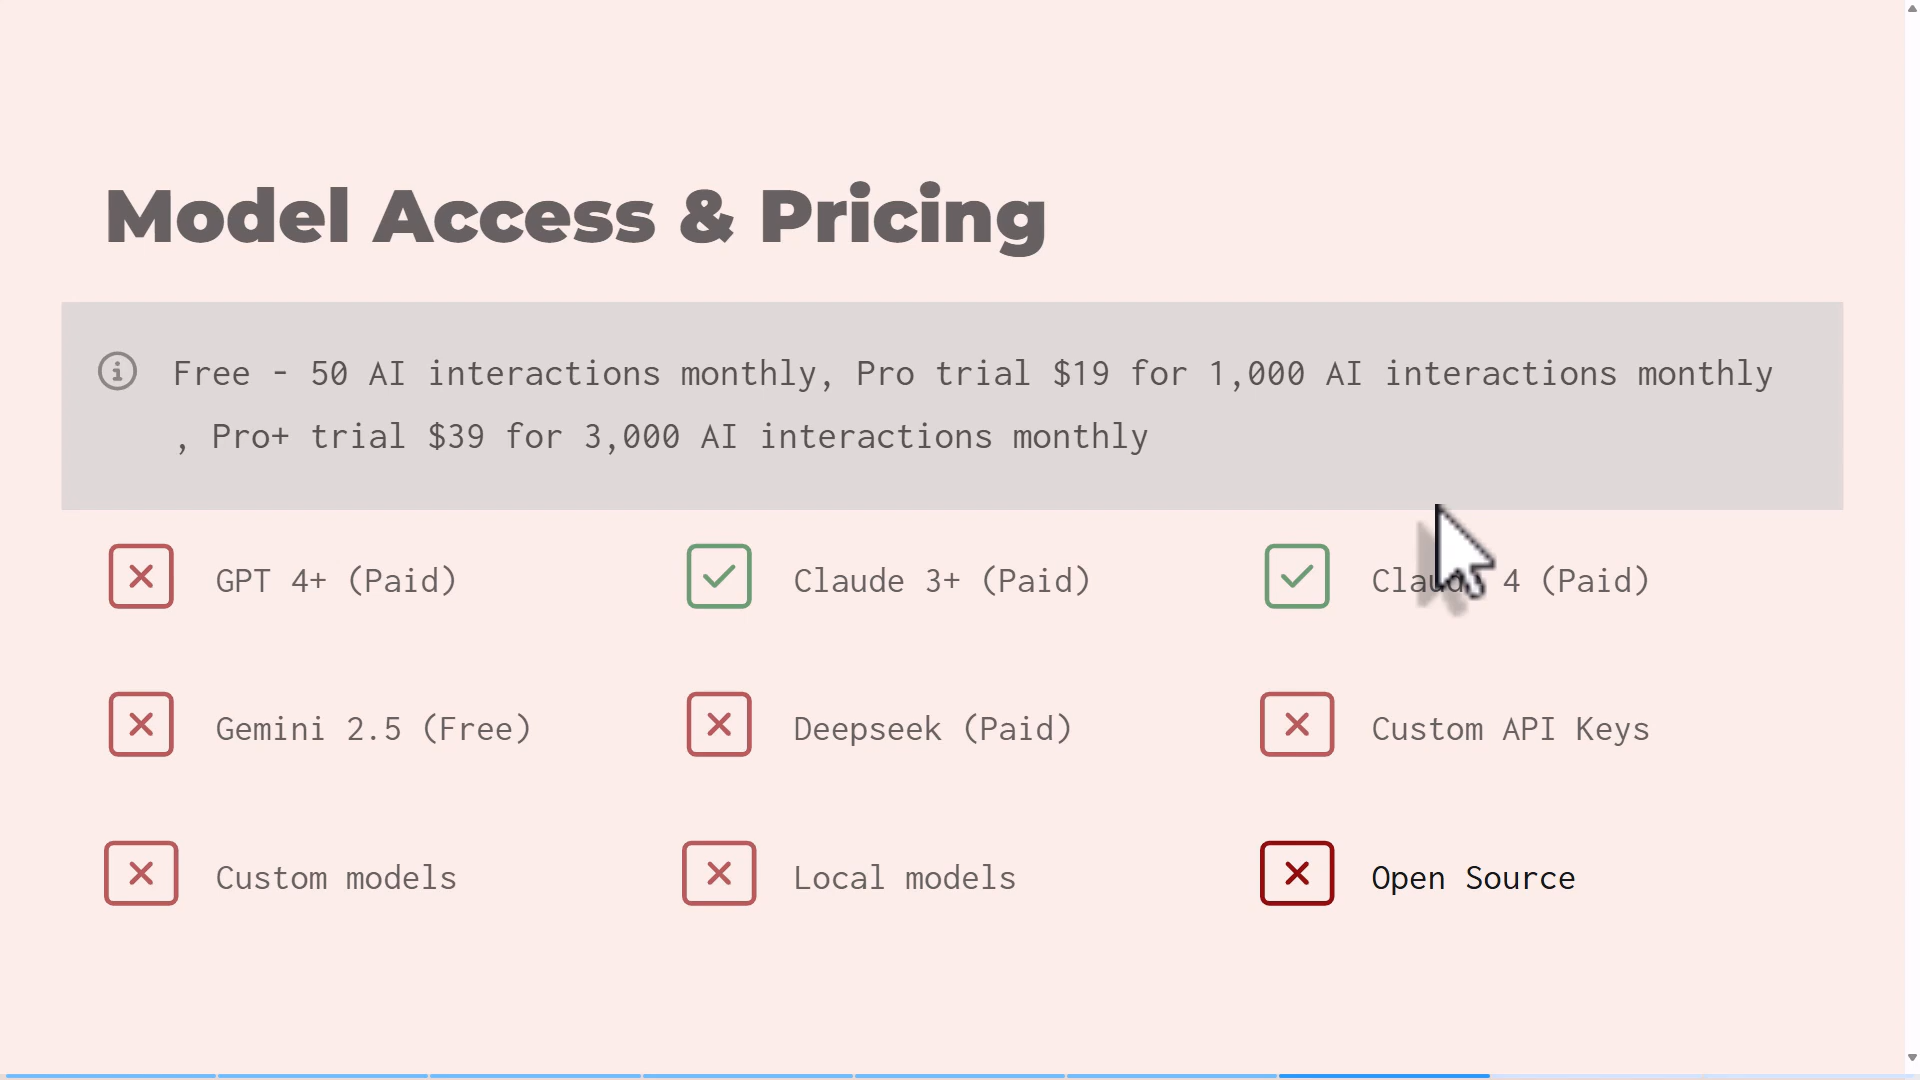 Model Access & Pricing
Free - 50 AI interactions monthly, Pro trial $19 for 1,000 AI interactions monthly
, Pro+ trial $39 for 3,000 AI interactions monthly
GPT 4+ (Paid)
Claude 3+ (Paid)
Claude 4 (Paid)
Gemini 2.5 (Free)
Deepseek (Paid)
Custom API Keys
Custom models
Local models
Open Source